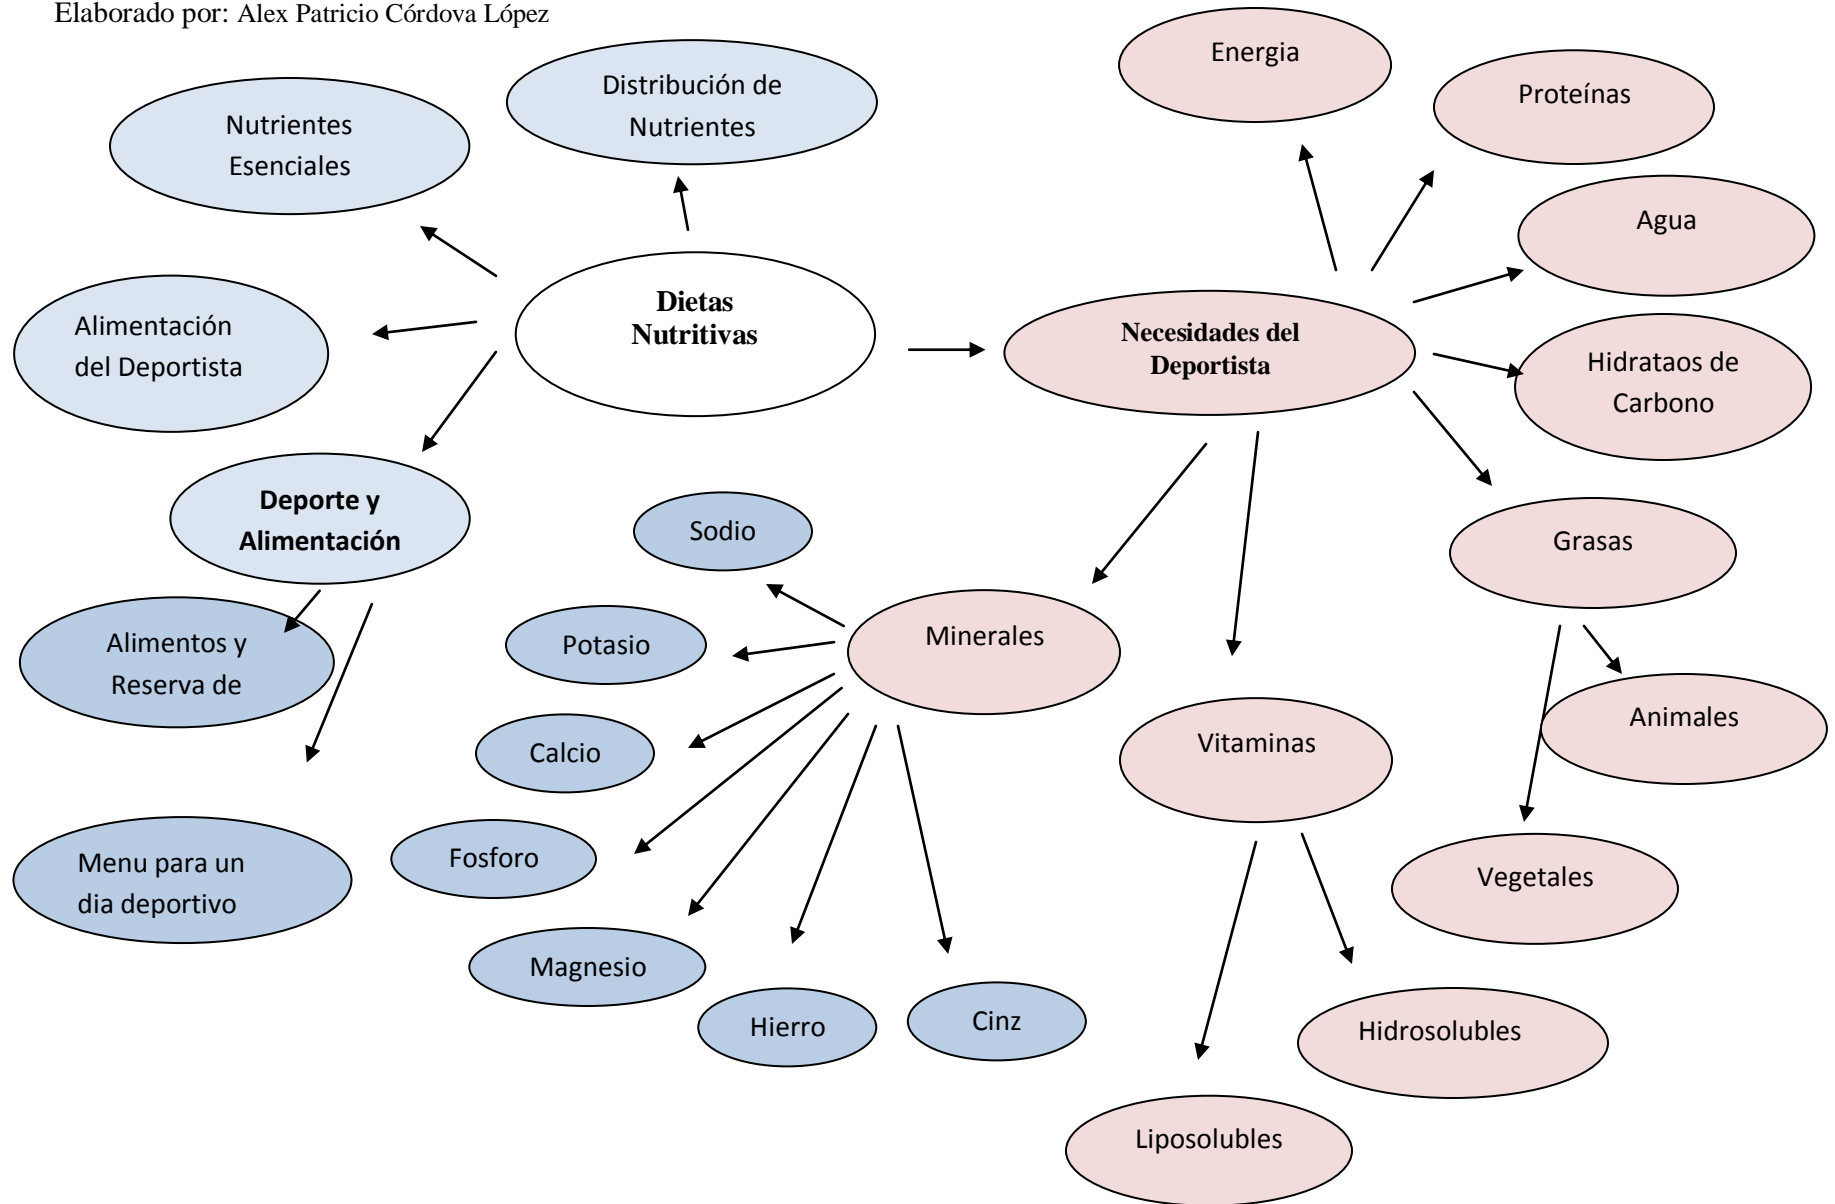 Elaborado por: Alex Patricio Córdova López
Energia
Distribución de
Nutrientes
Proteínas
Nutrientes
Esenciales
Agua
Dietas
Nutritivas
Alimentación
del Deportista
Necesidades del
Deportista
Hidrataos de
Carbono
Deporte y
Alimentación
Sodio
Grasas
Alimentos y
Reserva de
Potasio
Minerales
Animales
Calcio
Vitaminas
Menu para un
dia deportivo
Fosforo
Vegetales
Magnesio
Hierro
Cinz
Hidrosolubles
Liposolubles